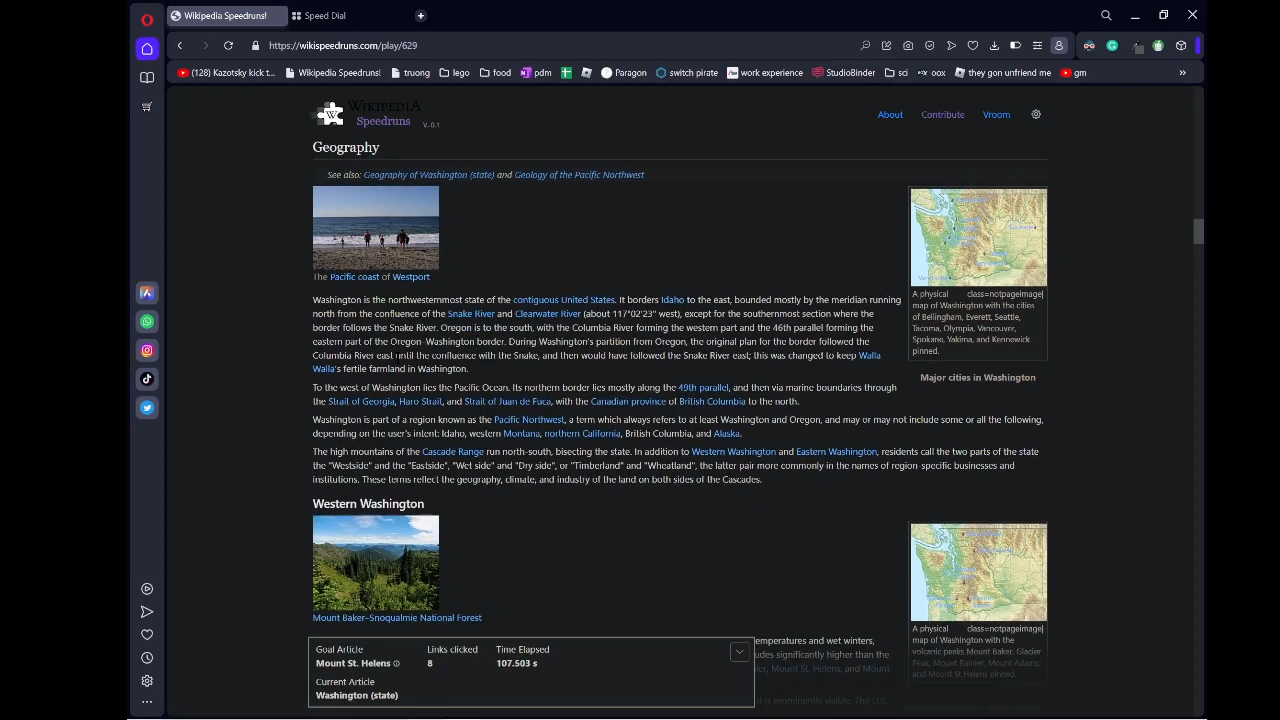 Wikipedia Speedruns!
Speed Dial
https://wikispeedruns.com/play/629
(128) Kazotsky kick t...
Wikipedia Speedruns!
truong
lego
food
pdm
Paragon
switch pirate
work experience
StudioBinder
sci
oox
they gon unfriend me
gm
WIKIPEDIA
Speedruns
V. 0.1
About
Contribute
Vroom
Geography
See also: Geography of Washington (state) and Geology of the Pacific Northwest
The Pacific coast of Westport
Washington is the northwesternmost state of the contiguous United States. It borders Idaho to the east, bounded mostly by the meridian running
north from the confluence of the Snake River and Clearwater River (about 117°02'23" west), except for the southernmost section where the
border follows the Snake River. Oregon is to the south, with the Columbia River forming the western part and the 46th parallel forming the
eastern part of the Oregon–Washington border. During Washington's partition from Oregon, the original plan for the border followed the
Columbia River east until the confluence with the Snake, and then would have followed the Snake River east; this was changed to keep Walla
Walla's fertile farmland in Washington.
To the west of Washington lies the Pacific Ocean. Its northern border lies mostly along the 49th parallel, and then via marine boundaries through
the Strait of Georgia, Haro Strait, and Strait of Juan de Fuca, with the Canadian province of British Columbia to the north.
Washington is part of a region known as the Pacific Northwest, a term which always refers to at least Washington and Oregon, and may or may not include some or all the following,
depending on the user's intent: Idaho, western Montana, northern California, British Columbia, and Alaska.
The high mountains of the Cascade Range run north-south, bisecting the state. In addition to Western Washington and Eastern Washington, residents call the two parts of the state
the "Westside" and the "Eastside", "Wet side" and "Dry side", or "Timberland" and "Wheatland", the latter pair more commonly in the names of region-specific businesses and
institutions. These terms reflect the geography, climate, and industry of the land on both sides of the Cascades.
A physical class=notpageimage|
map of Washington with the cities
of Bellingham, Everett, Seattle,
Tacoma, Olympia, Vancouver,
Spokane, Yakima, and Kennewick
pinned.
Major cities in Washington
Western Washington
Mount Baker–Snoqualmie National Forest
A physical class=notpageimage|
map of Washington with the
volcanic peaks Mount Baker, Glacier
Peak, Mount Rainier, Mount Adams,
and Mount St Helens pinned.
emperatures and wet winters,
udes significantly higher than the
ier, Mount St. Helens, and Mount
t is prominently visible. The U.S.
Goal Article
Mount St. Helens
Links clicked
8
Time Elapsed
107.503 s
Current Article
Washington (state)